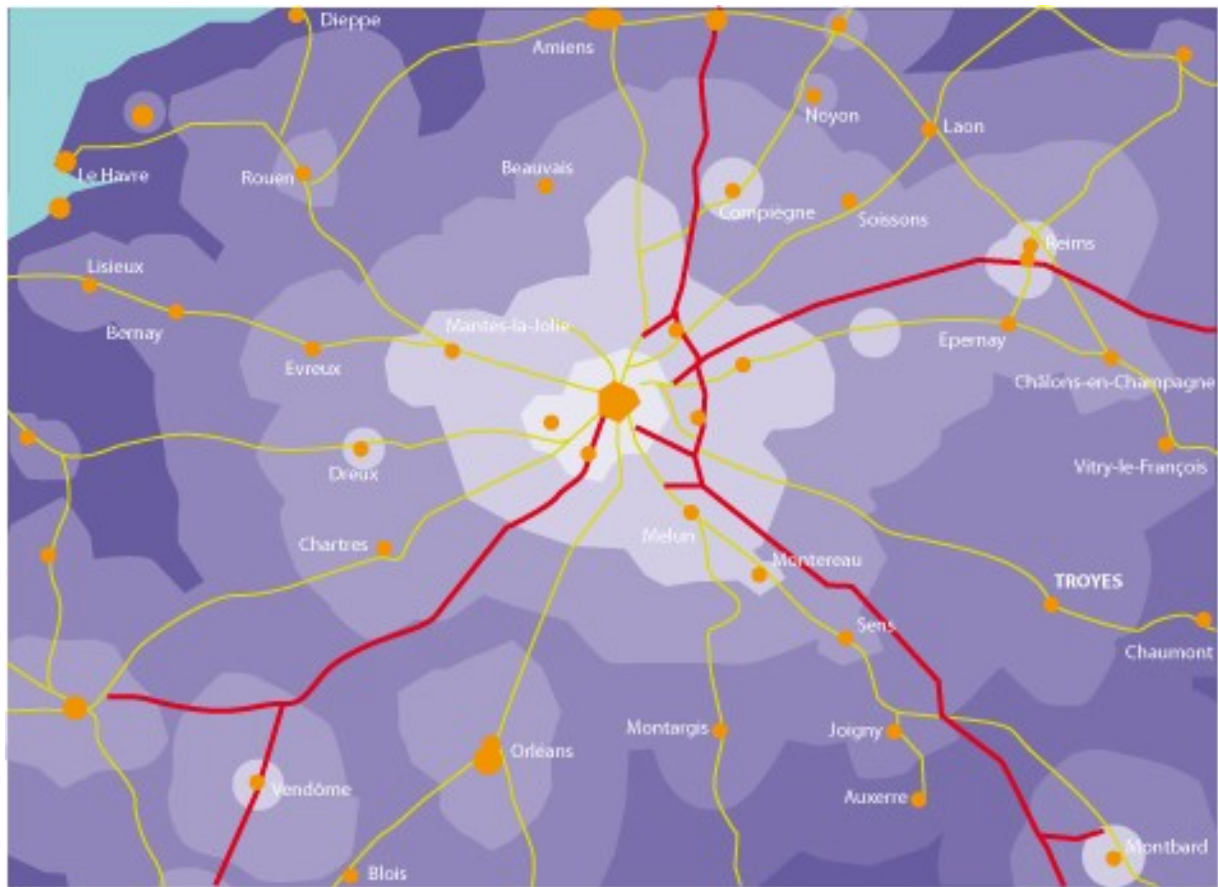 Dieppe
Amiens
Noyon
Laon
Le Havre
Rouen
Beauvais
Compiègne
Soissons
Reims
Lisieux
Bernay
Mantes-la-Jolie
Evreux
Epernay
Châlons-en-Champagne
Dreux
Vitry-le-François
Chartres
Melun
Montereau
TROYES
Sens
Chaumont
Montargis
Joigny
Orléans
Vendôme
Auxerre
Montbard
Blois